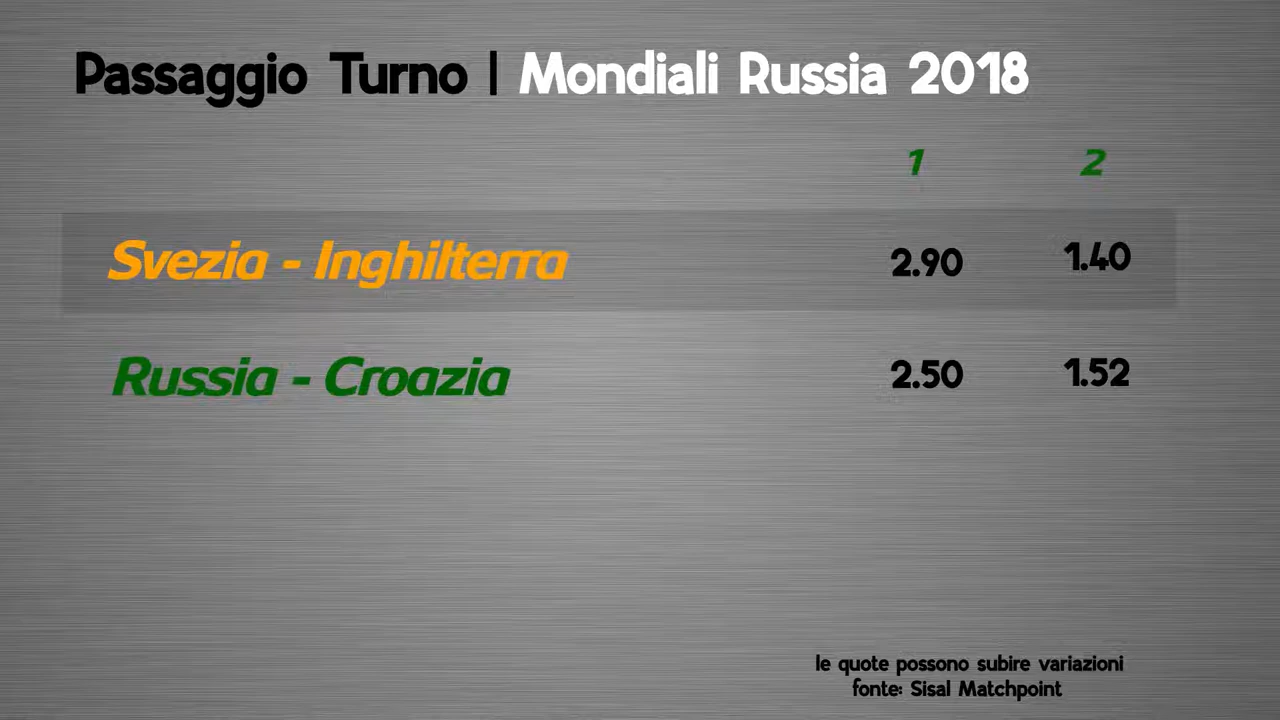 Passaggio Turno | Mondiali Russia 2018
1 2
Svezia - Inghilterra 2.90 1.40
Russia - Croazia 2.50 1.52
le quote possono subire variazioni
fonte: Sisal Matchpoint